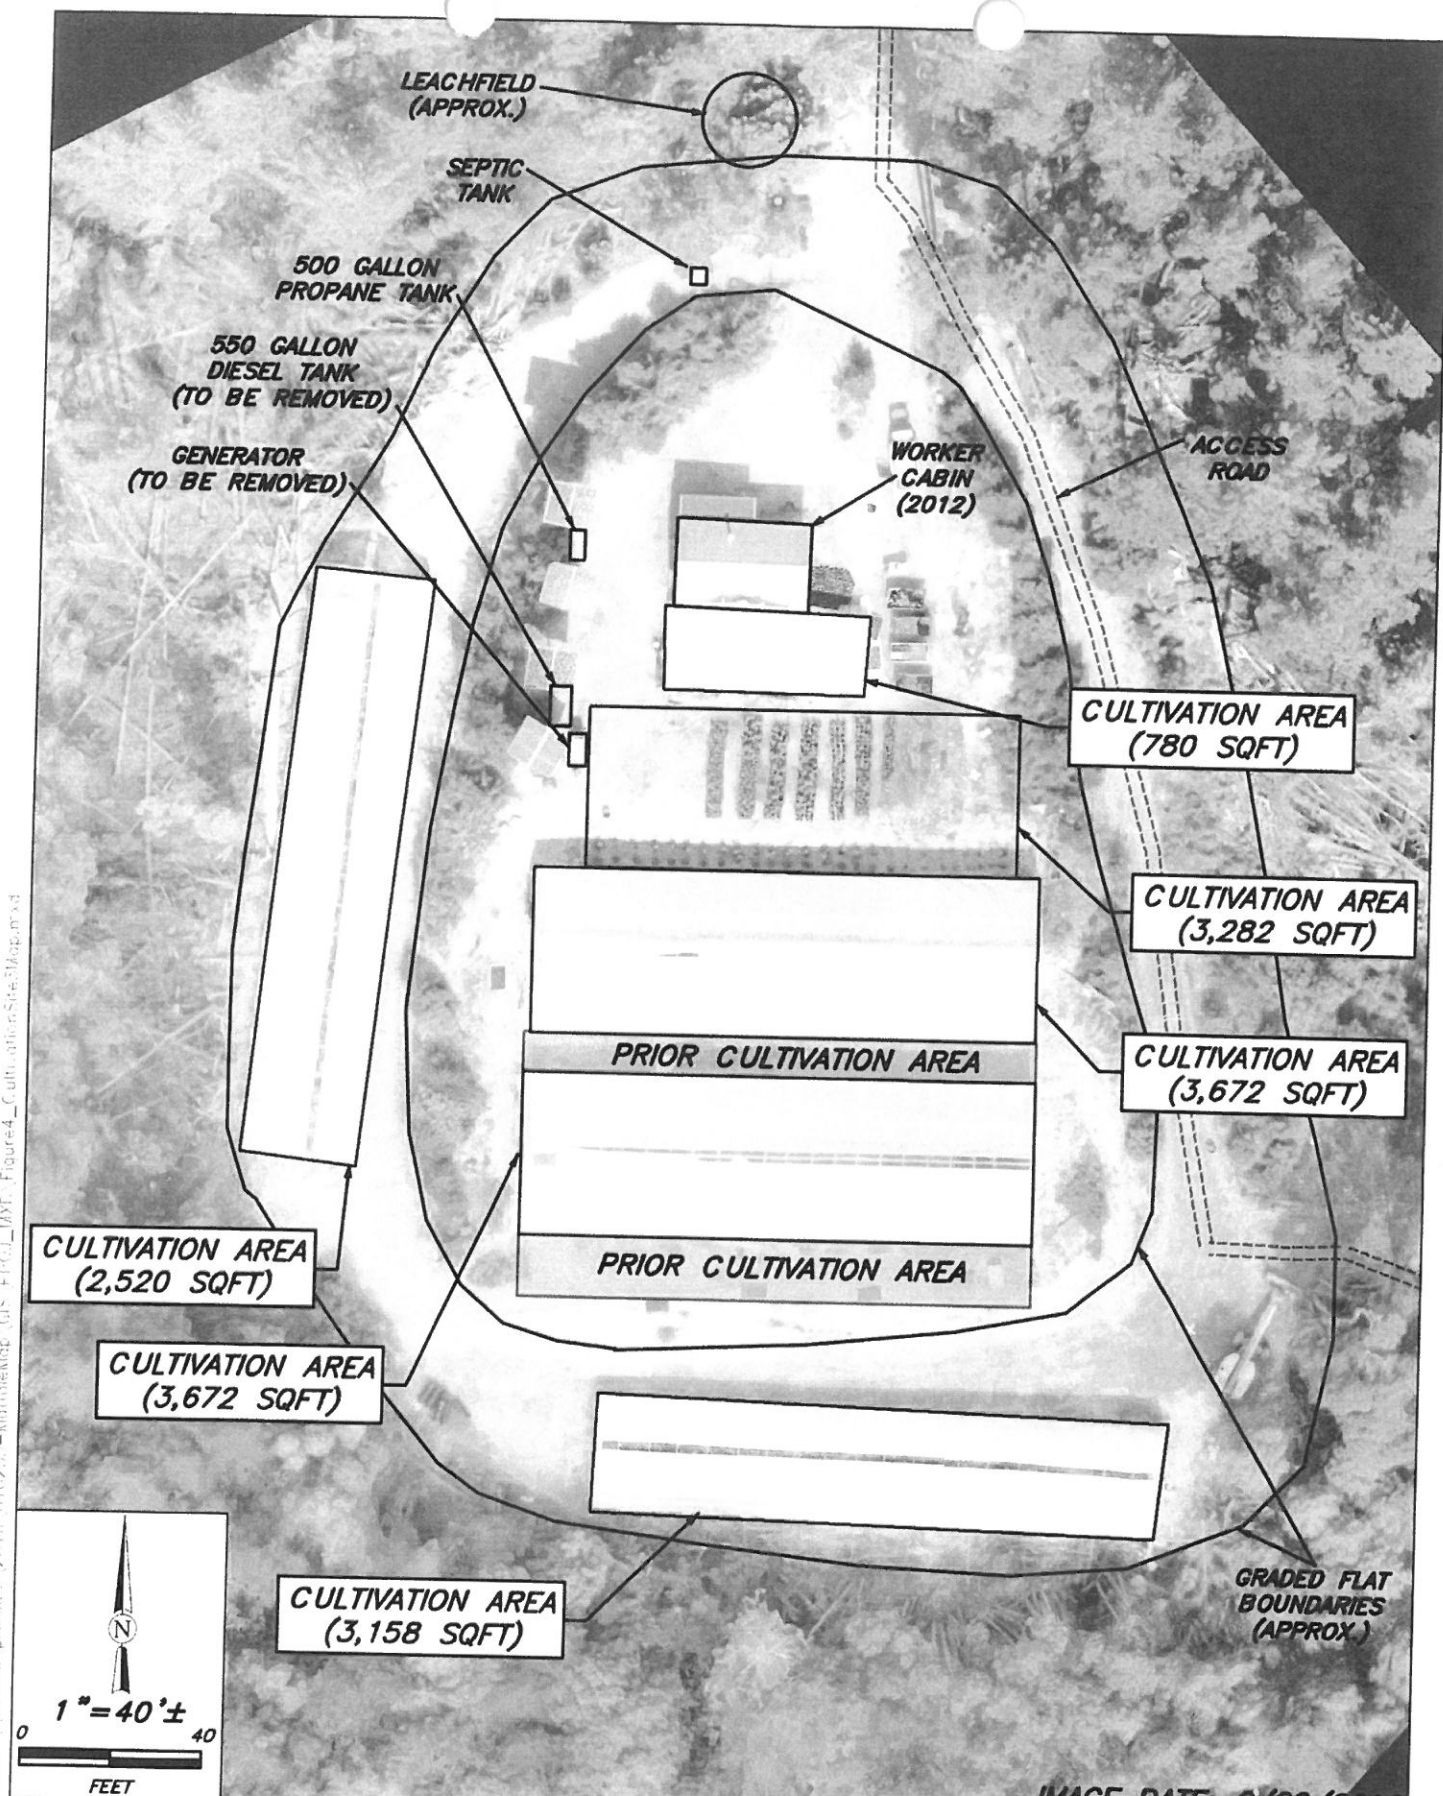 LEACHFIELD
(APPROX.)
SEPTIC
TANK
500 GALLON
PROPANE TANK
550 GALLON
DIESEL TANK
(TO BE REMOVED)
GENERATOR
(TO BE REMOVED)
WORKER
CABIN
(2012)
ACCESS
ROAD
CULTIVATION AREA
(780 SQFT)
CULTIVATION AREA
(3,282 SQFT)
PRIOR CULTIVATION AREA
CULTIVATION AREA
(3,672 SQFT)
PRIOR CULTIVATION AREA
CULTIVATION AREA
(2,520 SQFT)
CULTIVATION AREA
(3,672 SQFT)
CULTIVATION AREA
(3,158 SQFT)
GRADED FLAT
BOUNDARIES
(APPROX.)
N
1"=40'±
0 40
FEET
IMAGE DATE